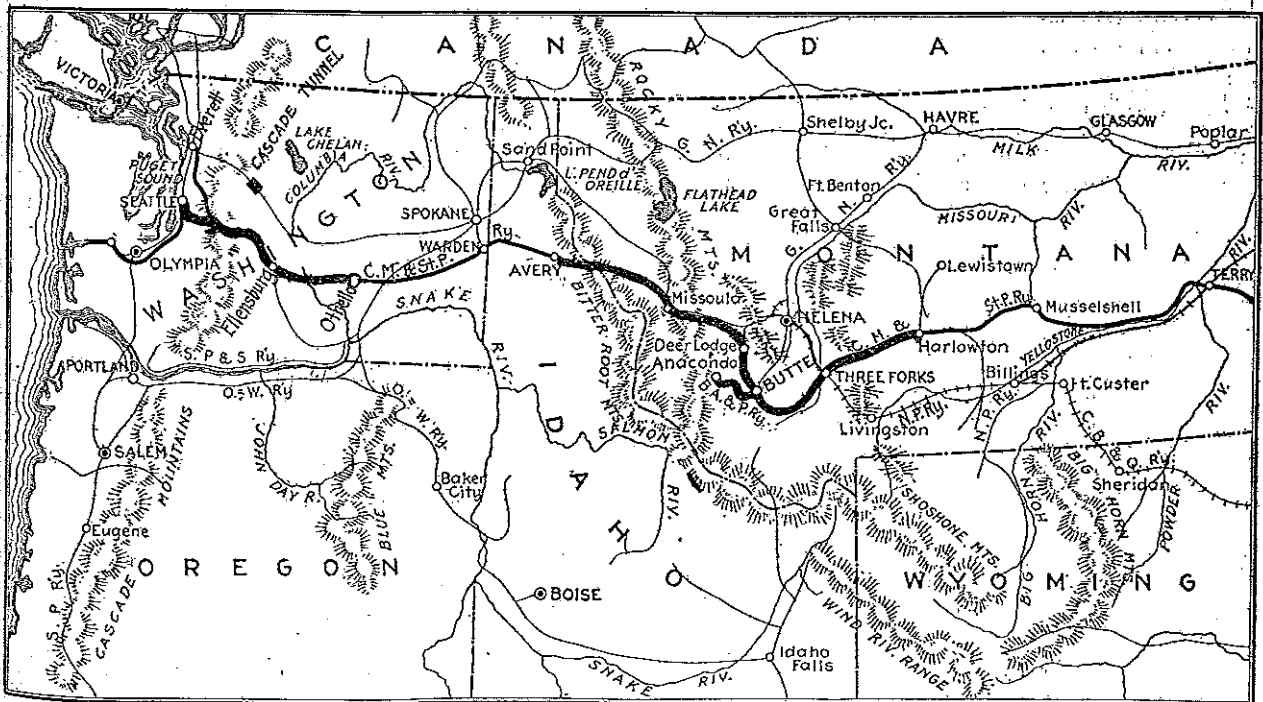 CANADA
VICTORIA
Everett
CASCADE TUNNEL
LAKE CHELAN
COLUMBIA RIV.
PUGET SOUND
SEATTLE
OLYMPIA
WASHINGTON
Ellensburg
Othello
C.M. & St.P. Ry.
WARDEN
SPOKANE
Sand Point
L. PEND d' OREILLE
ROCKY MTS.
G. N. R'y.
FLATHEAD LAKE
Shelby Jc.
HAVRE
MILK RIV.
GLASGOW
Poplar
Ft. Benton
G. N. Ry.
Great Falls
MISSOURI RIV.
MONTANA
Lewistown
AVERY
BITTER ROOT MTS.
Missoula
HELENA
Deer Lodge
Anaconda
B. A. & P. Ry.
BUTTE
THREE FORKS
C. M. & St. P. Ry.
Harlowton
Musselshell
TERRY
YELLOSTONE RIV.
Billings
Ft. Custer
N. P. Ry.
Livingston
N. P. Ry.
C. B. & Q. Ry.
Sheridan
BIG HORN RIV.
BIG HORN MTS.
POWDER RIV.
SHOSHONE MTS.
WYOMING
WIND RIV. RANGE
SNAKE RIV.
IDAHO
SALMON RIV.
BOISE
Idaho Falls
SNAKE RIV.
S. P. & S. Ry.
PORTLAND
O.-W. Ry.
O.-W. R'y.
SALEM
JOHN DAY R.
BLUE MTS.
Baker City
Eugene
CASCADE MOUNTAINS
S. P. Ry.
OREGON